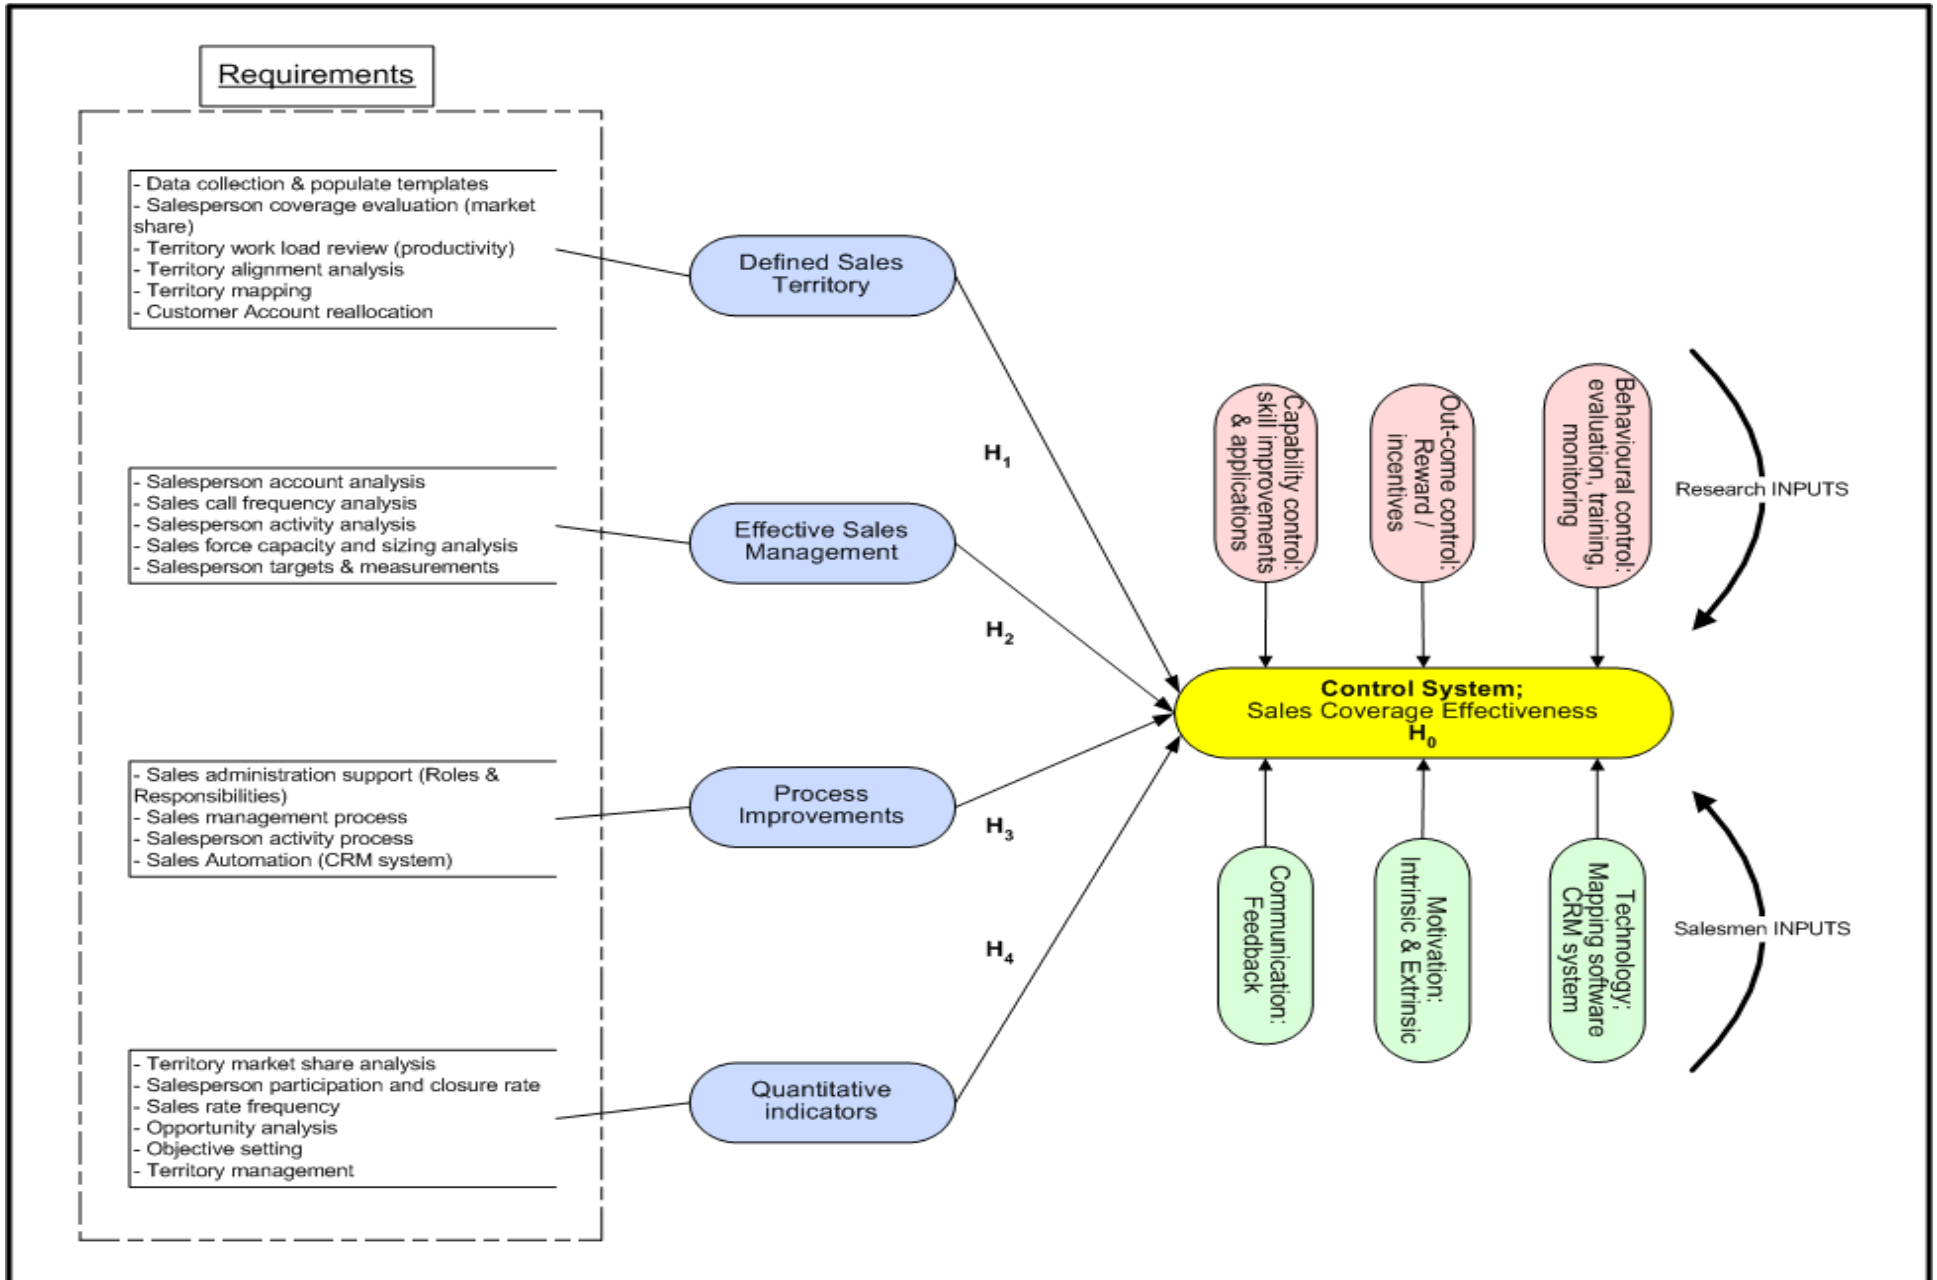 Requirements
- Data collection & populate templates
- Salesperson coverage evaluation (market
share)
- Territory work load review (productivity)
- Territory alignment analysis
- Territory mapping
- Customer Account reallocation
Defined Sales
Territory
H1
- Salesperson account analysis
- Sales call frequency analysis
- Salesperson activity analysis
- Sales force capacity and sizing analysis
- Salesperson targets & measurements
Effective Sales
Management
H2
- Sales administration support (Roles &
Responsibilities)
- Sales management process
- Salesperson activity process
- Sales Automation (CRM system)
Process
Improvements
H3
- Territory market share analysis
- Salesperson participation and closure rate
- Sales rate frequency
- Opportunity analysis
- Objective setting
- Territory management
Quantitative
indicators
H4
Capability control:
skill improvements
& applications
Out-come control:
Reward /
incentives
Behavioural control:
evaluation, training,
monitoring
Research INPUTS
Control System;
Sales Coverage Effectiveness
H0
Communication:
Feedback
Motivation:
Intrinsic & Extrinsic
Technology;
Mapping software
CRM system
Salesmen INPUTS